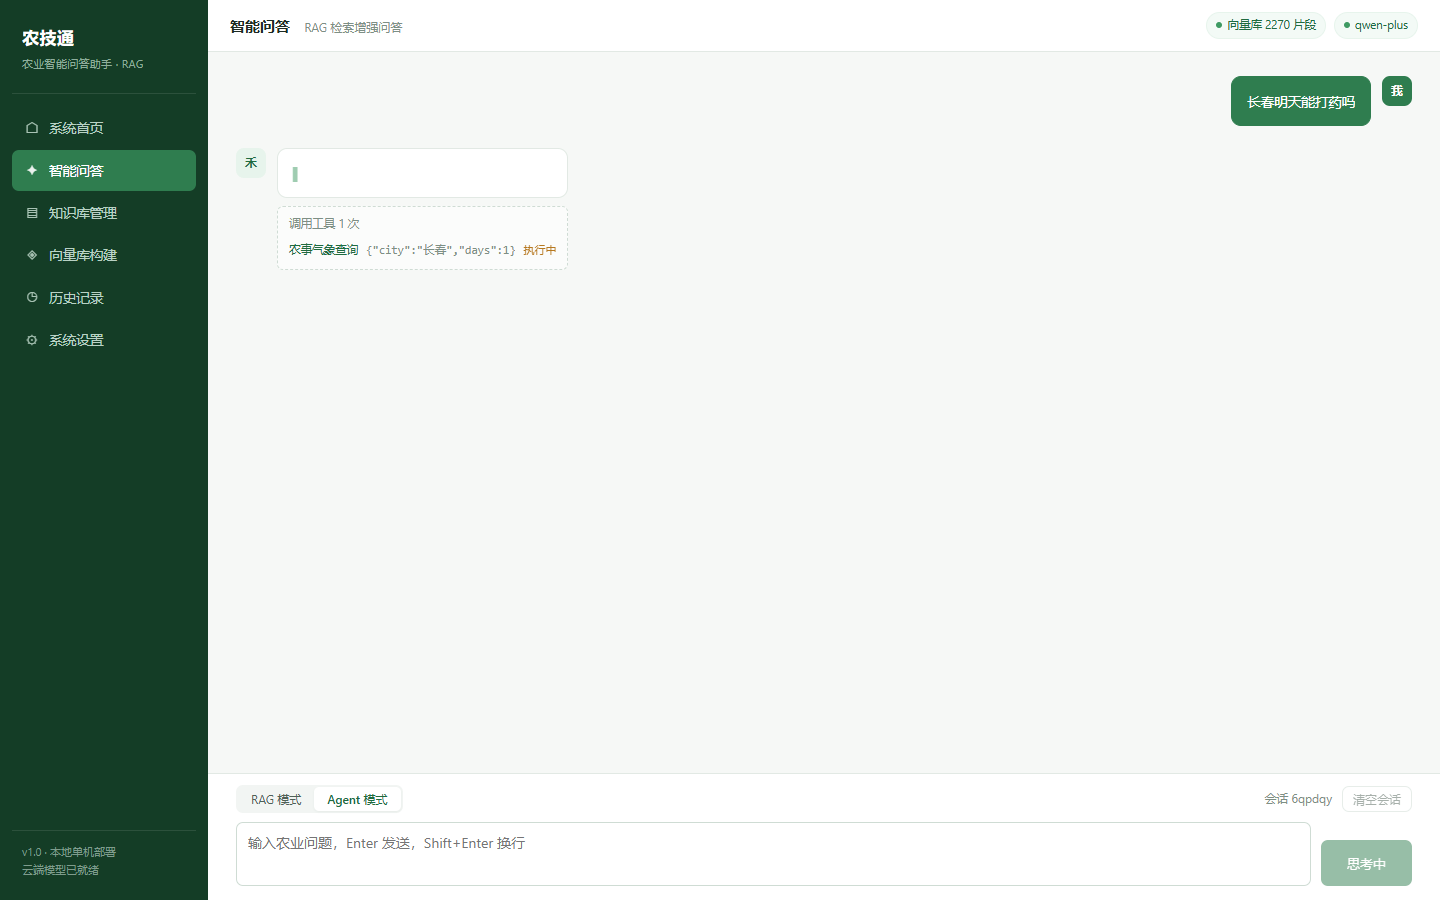 农技通
农业智能问答助手 · RAG
系统首页
智能问答
知识库管理
向量库构建
历史记录
系统设置
v1.0 · 本地单机部署
云端模型已就绪
智能问答 RAG 检索增强问答
向量库 2270 片段
qwen-plus
长春明天能打药吗
我
禾
调用工具 1 次
农事气象查询 {"city":"长春","days":1} 执行中
RAG 模式 Agent 模式
会话 6qpdqy 清空会话
输入农业问题，Enter 发送，Shift+Enter 换行
思考中